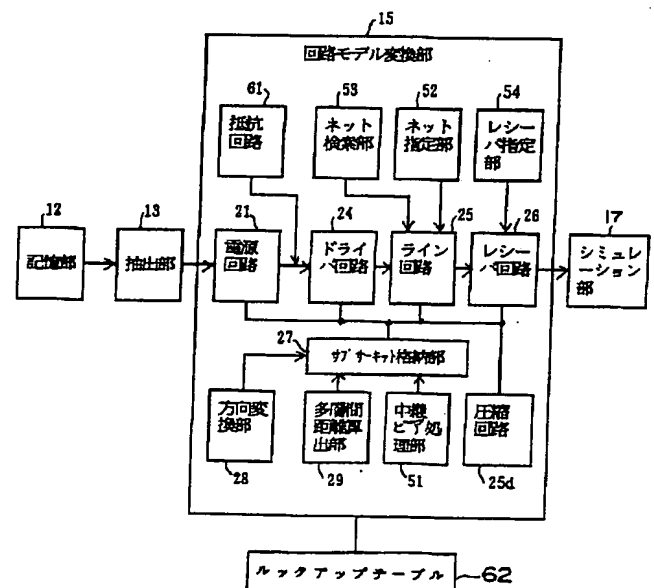 15
回路モデル変換部
61
抵抗
回路
53
ネット
検索部
52
ネット
指定部
54
レシー
バ指定
部
12
記憶部
13
抽出部
21
電源
回路
24
ドライ
バ回路
25
ライン
回路
26
レシー
バ回路
17
シミュレ
ーション
部
27
サブサーキット格納部
方向変
換部
28
多層間
距離算
出部
29
中継
ビア処
理部
51
圧縮
回路
25d
ルックアップテーブル
62